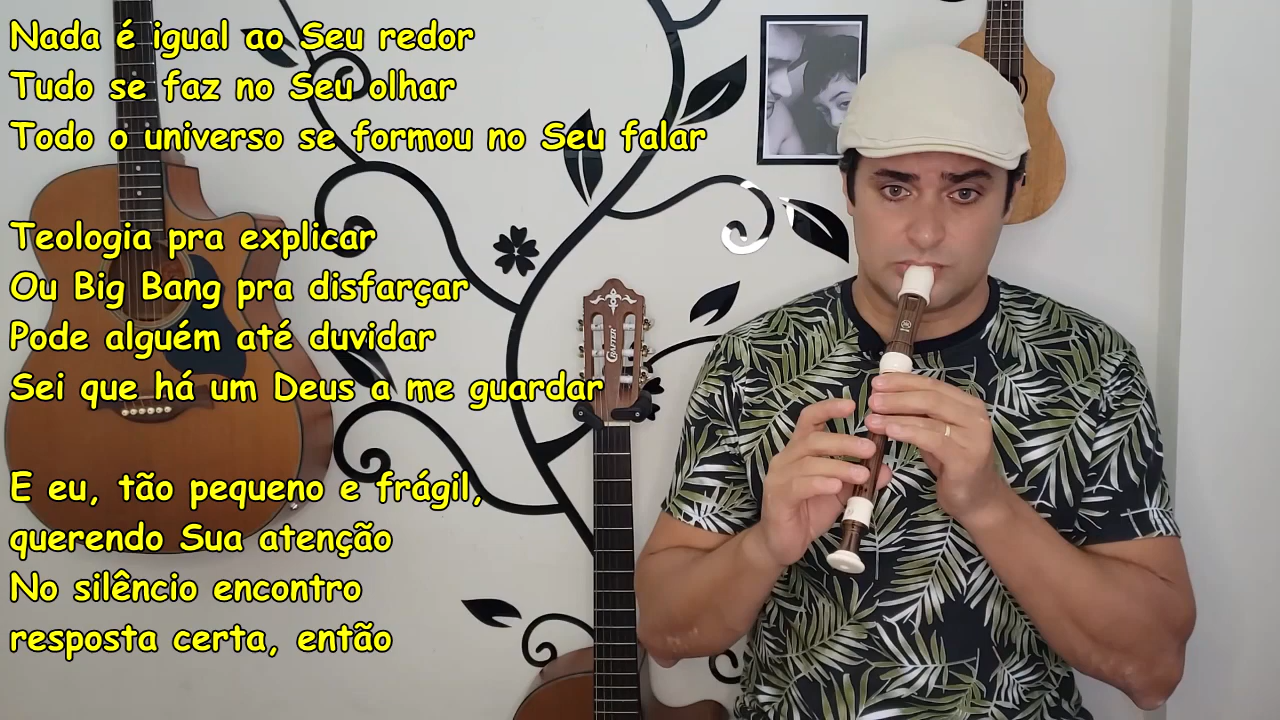 Nada é igual ao Seu redor
Tudo se faz no Seu olhar
Todo o universo se formou no Seu falar
Teologia pra explicar
Ou Big Bang pra disfarçar
Pode alguém até duvidar
Sei que há um Deus a me guardar
E eu, tão pequeno e frágil,
querendo Sua atenção
No silêncio encontro
resposta certa, então
CRAFTER